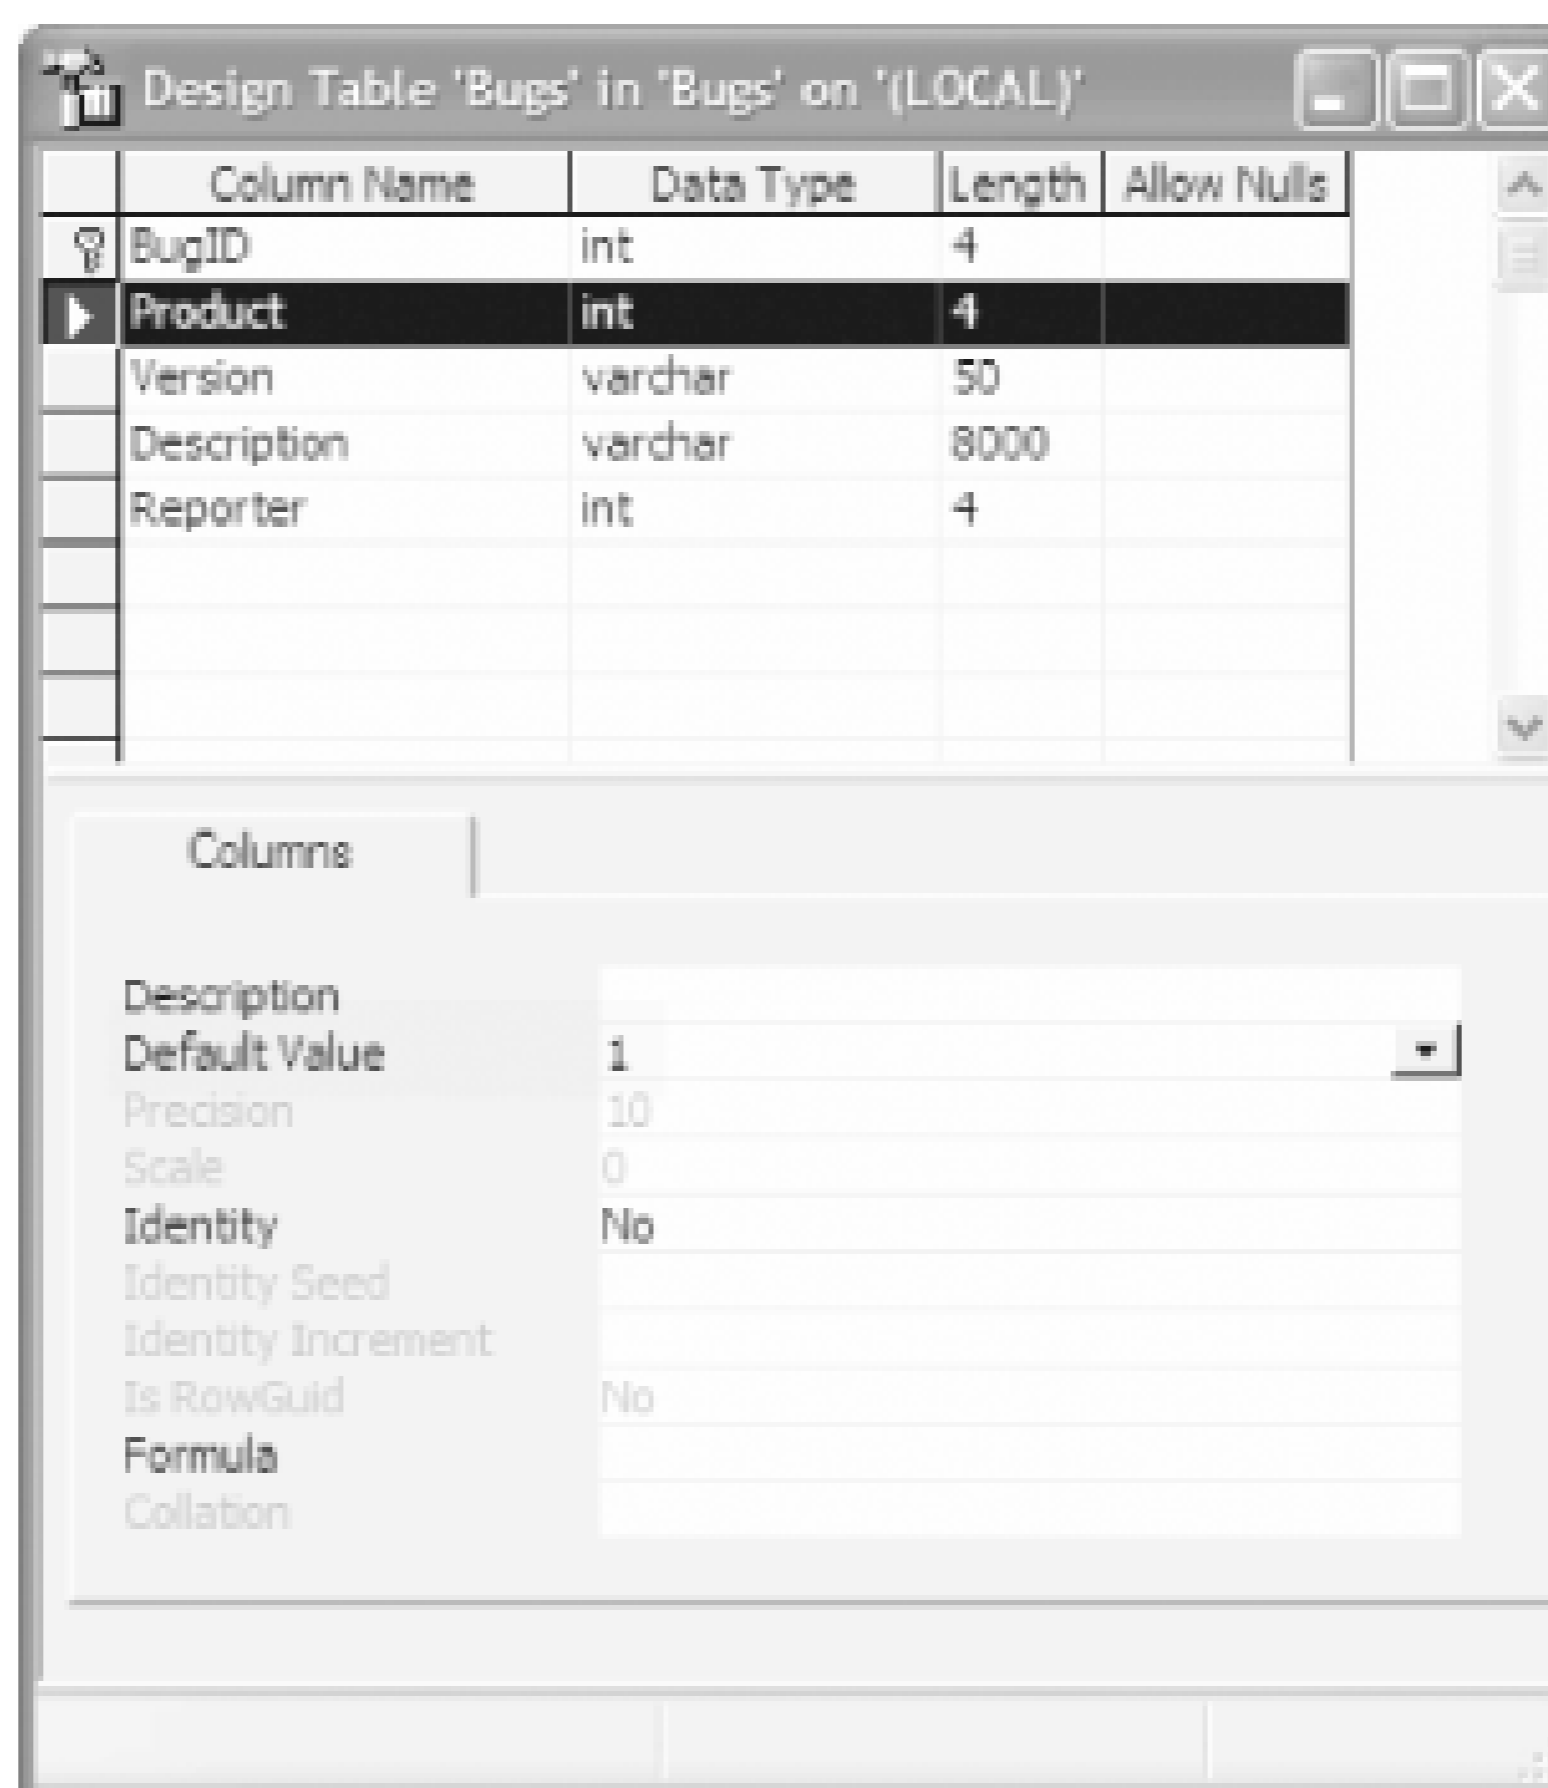 Design Table 'Bugs' in 'Bugs' on '(LOCAL)'
Column Name Data Type Length Allow Nulls
BugID int 4
Product int 4
Version varchar 50
Description varchar 8000
Reporter int 4
Columns
Description
Default Value 1
Precision 10
Scale 0
Identity No
Identity Seed
Identity Increment
Is RowGuid No
Formula
Collation